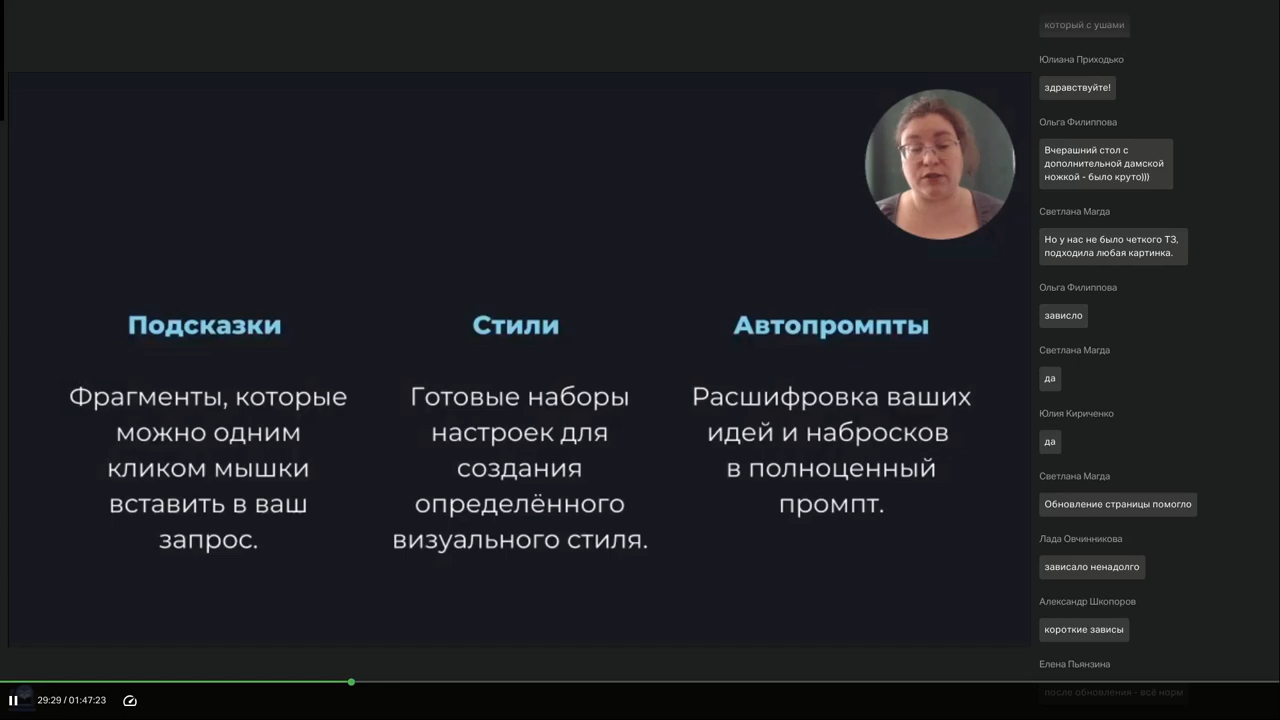 Подсказки
Фрагменты, которые
можно одним
кликом мышки
вставить в ваш
запрос.
Стили
Готовые наборы
настроек для
создания
определённого
визуального стиля.
Автопромпты
Расшифровка ваших
идей и набросков
в полноценный
промпт.
который с ушами
Юлиана Приходько
здравствуйте!
Ольга Филиппова
Вчерашний стол с
дополнительной дамской
ножкой - было круто)))
Светлана Магда
Но у нас не было четкого ТЗ,
подходила любая картинка.
Ольга Филиппова
зависло
Светлана Магда
да
Юлия Кириченко
да
Светлана Магда
Обновление страницы помогло
Лада Овчинникова
зависало ненадолго
Александр Шкопоров
короткие зависы
Елена Пьянзина
после обновления - всё норм
29:29 / 01:47:23